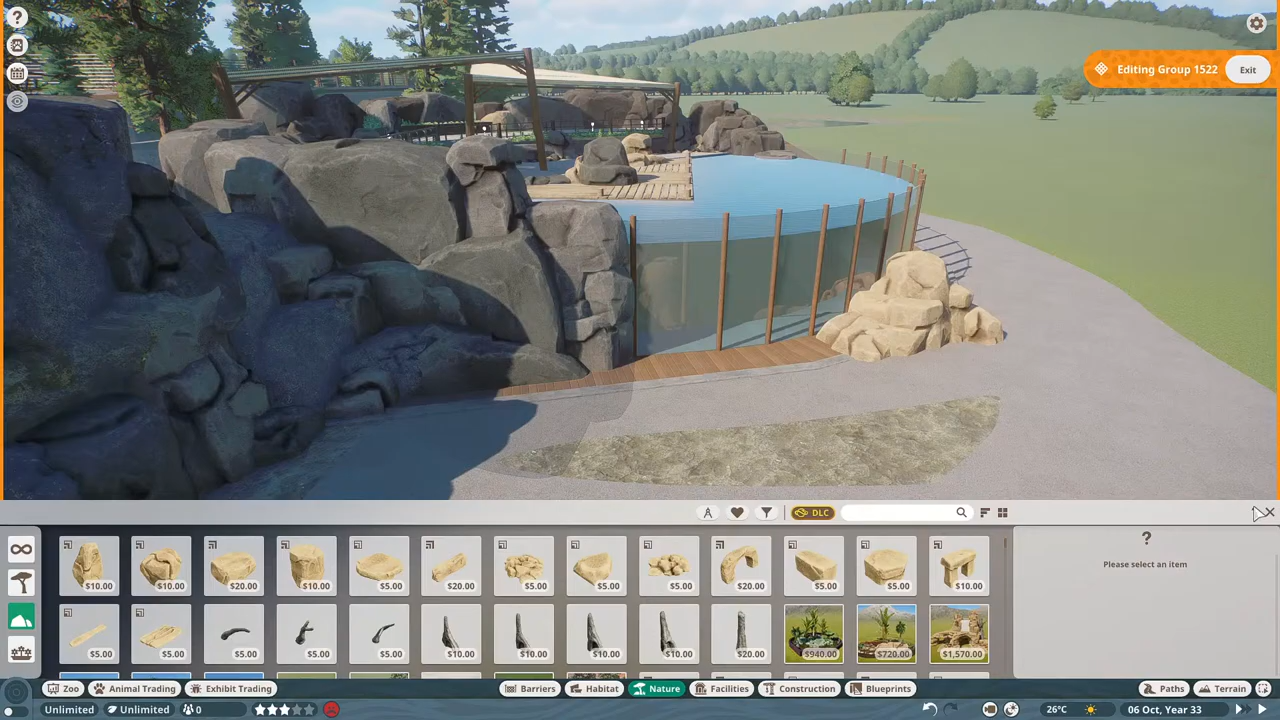 ?
Editing Group 1522
Exit
DLC
$10.00
$10.00
$20.00
$10.00
$5.00
$20.00
$5.00
$5.00
$5.00
$20.00
$5.00
$5.00
$10.00
?
Please select an item
$5.00
$5.00
$5.00
$5.00
$5.00
$10.00
$10.00
$10.00
$10.00
$20.00
$940.00
$720.00
$1,570.00
Zoo
Animal Trading
Exhibit Trading
Barriers
Habitat
Nature
Facilities
Construction
Blueprints
Paths
Terrain
Unlimited
Unlimited
0
26°C
06 Oct, Year 33